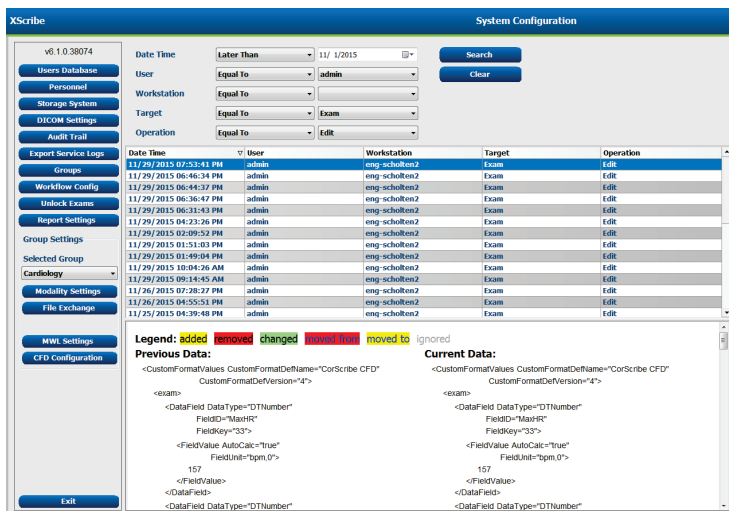 XScribe System Configuration
v6.1.0.38074
Users Database
Personnel
Storage System
DICOM Settings
Audit Trail
Export Service Logs
Groups
Workflow Config
Unlock Exams
Report Settings
Group Settings
Selected Group
Cardiology
Modality Settings
File Exchange
MWL Settings
CFD Configuration
Exit
Date Time Later Than 11/ 1/2015 Search
User Equal To admin Clear
Workstation Equal To
Target Equal To Exam
Operation Equal To Edit
Date Time User Workstation Target Operation
11/29/2015 07:53:41 PM admin eng-scholten2 Exam Edit
11/29/2015 06:46:34 PM admin eng-scholten2 Exam Edit
11/29/2015 06:44:37 PM admin eng-scholten2 Exam Edit
11/29/2015 06:36:47 PM admin eng-scholten2 Exam Edit
11/29/2015 06:31:43 PM admin eng-scholten2 Exam Edit
11/29/2015 04:23:26 PM admin eng-scholten2 Exam Edit
11/29/2015 02:09:52 PM admin eng-scholten2 Exam Edit
11/29/2015 01:51:03 PM admin eng-scholten2 Exam Edit
11/29/2015 01:49:04 PM admin eng-scholten2 Exam Edit
11/29/2015 10:04:26 AM admin eng-scholten2 Exam Edit
11/29/2015 09:14:45 AM admin eng-scholten2 Exam Edit
11/26/2015 07:28:27 PM admin eng-scholten2 Exam Edit
11/26/2015 04:55:51 PM admin eng-scholten2 Exam Edit
11/25/2015 04:39:48 PM admin eng-scholten2 Exam Edit
Legend: added removed changed moved from moved to ignored
Previous Data: Current Data:
<CustomFormatValues CustomFormatDefName="CorScribe CFD" <CustomFormatValues CustomFormatDefName="CorScribe CFD"
CustomFormatDefVersion="4"> CustomFormatDefVersion="4">
<exam> <exam>
<DataField DataType="DTNumber" <DataField DataType="DTNumber"
FieldID="MaxHR" FieldID="MaxHR"
FieldKey="33"> FieldKey="33">
<FieldValue AutoCalc="true" <FieldValue AutoCalc="true"
FieldUnit="bpm,0"> FieldUnit="bpm,0">
157 157
</FieldValue> </FieldValue>
</DataField> </DataField>
<DataField DataType="DTNumber" <DataField DataType="DTNumber"